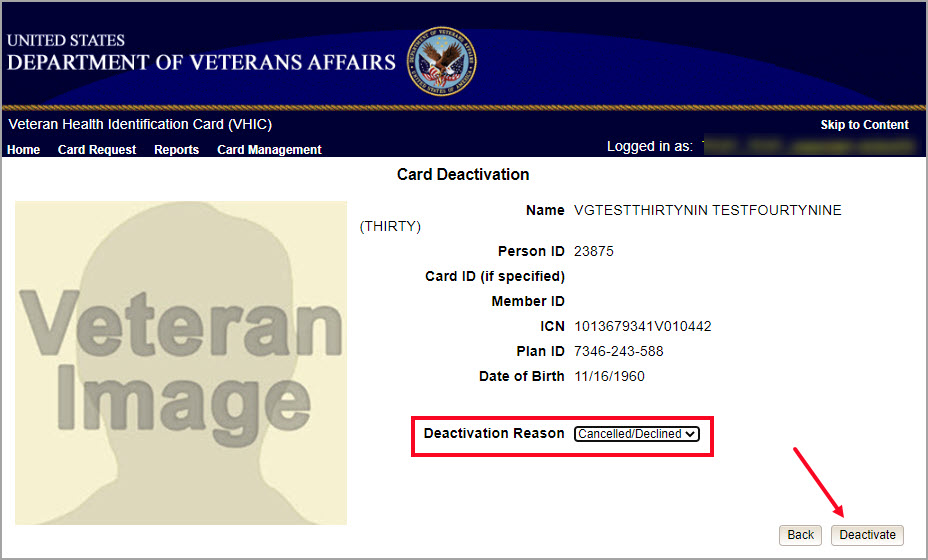 UNITED STATES
DEPARTMENT OF VETERANS AFFAIRS
Veteran Health Identification Card (VHIC)
Skip to Content
Home Card Request Reports Card Management
Logged in as:
Card Deactivation
Veteran
Image
Name VGTESTTHIRTYNIN TESTFOURTYNINE
(THIRTY)
Person ID 23875
Card ID (if specified)
Member ID
ICN 1013679341V010442
Plan ID 7346-243-588
Date of Birth 11/16/1960
Deactivation Reason Cancelled/Declined
Back Deactivate